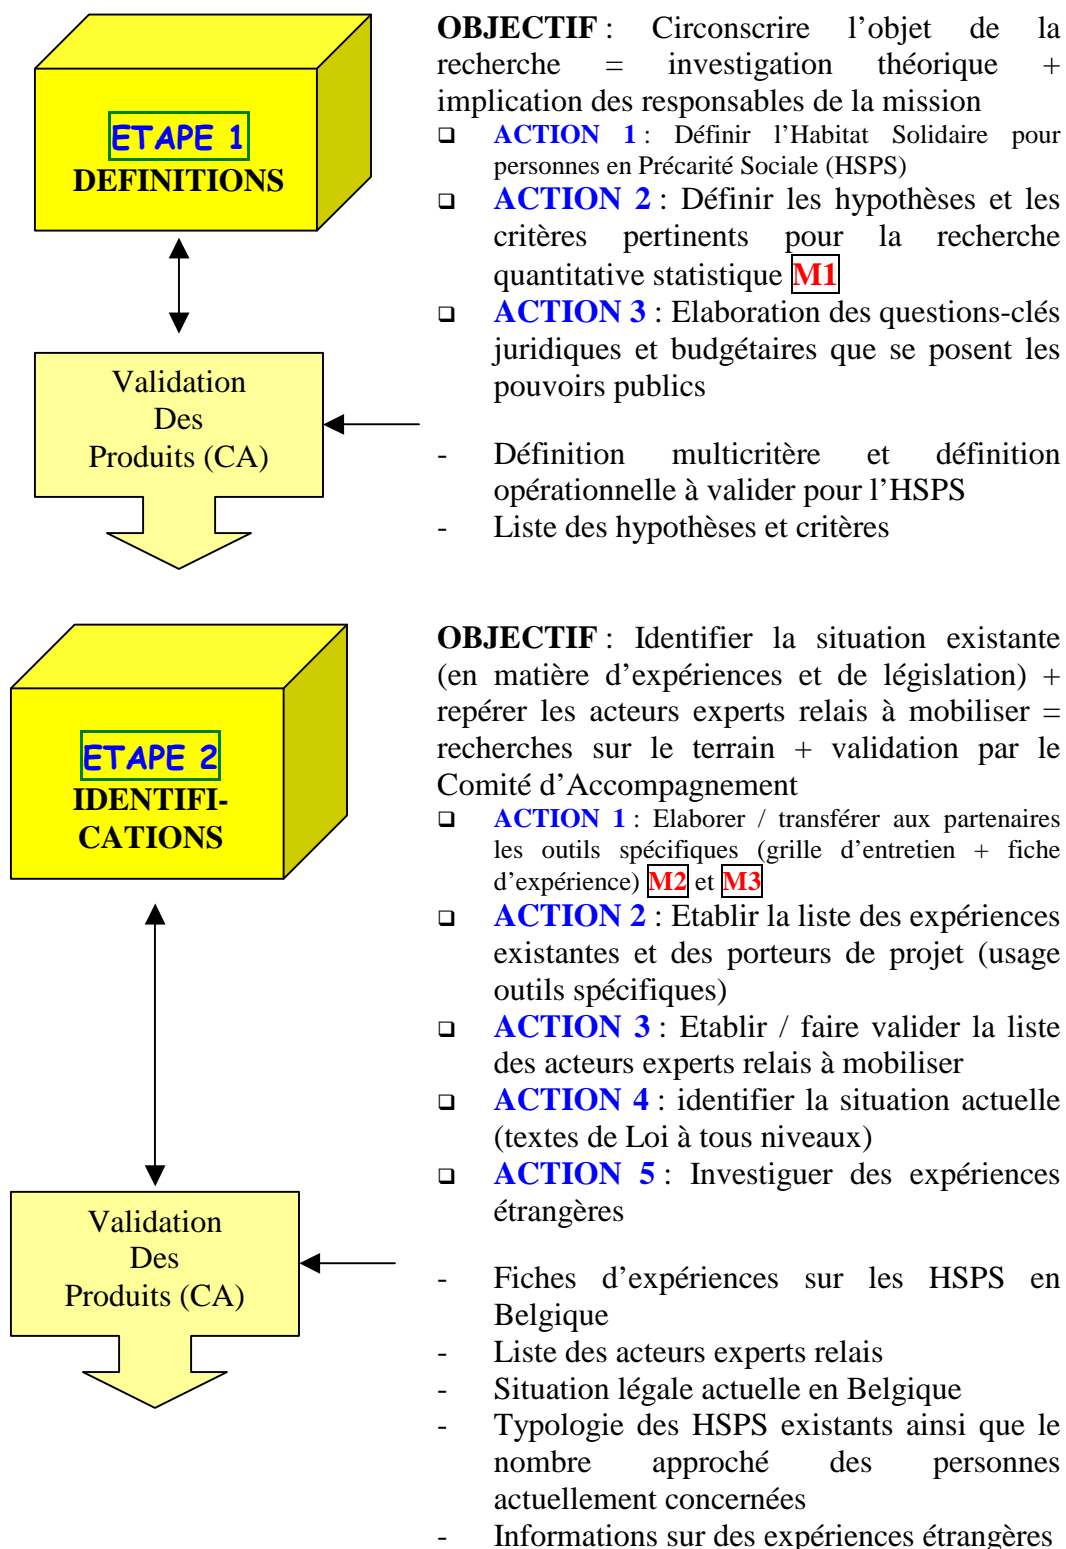 ETAPE 1
DEFINITIONS
Validation
Des
Produits (CA)
OBJECTIF : Circonscrire l’objet de la
recherche = investigation théorique +
implication des responsables de la mission
❑ ACTION 1 : Définir l’Habitat Solidaire pour
personnes en Précarité Sociale (HSPS)
❑ ACTION 2 : Définir les hypothèses et les
critères pertinents pour la recherche
quantitative statistique M1
❑ ACTION 3 : Elaboration des questions-clés
juridiques et budgétaires que se posent les
pouvoirs publics
- Définition multicritère et définition
opérationnelle à valider pour l’HSPS
- Liste des hypothèses et critères
ETAPE 2
IDENTIFI-
CATIONS
Validation
Des
Produits (CA)
OBJECTIF : Identifier la situation existante
(en matière d’expériences et de législation) +
repérer les acteurs experts relais à mobiliser =
recherches sur le terrain + validation par le
Comité d’Accompagnement
❑ ACTION 1 : Elaborer / transférer aux partenaires
les outils spécifiques (grille d’entretien + fiche
d’expérience) M2 et M3
❑ ACTION 2 : Etablir la liste des expériences
existantes et des porteurs de projet (usage
outils spécifiques)
❑ ACTION 3 : Etablir / faire valider la liste
des acteurs experts relais à mobiliser
❑ ACTION 4 : identifier la situation actuelle
(textes de Loi à tous niveaux)
❑ ACTION 5 : Investiguer des expériences
étrangères
- Fiches d’expériences sur les HSPS en
Belgique
- Liste des acteurs experts relais
- Situation légale actuelle en Belgique
- Typologie des HSPS existants ainsi que le
nombre approché des personnes
actuellement concernées
- Informations sur des expériences étrangères